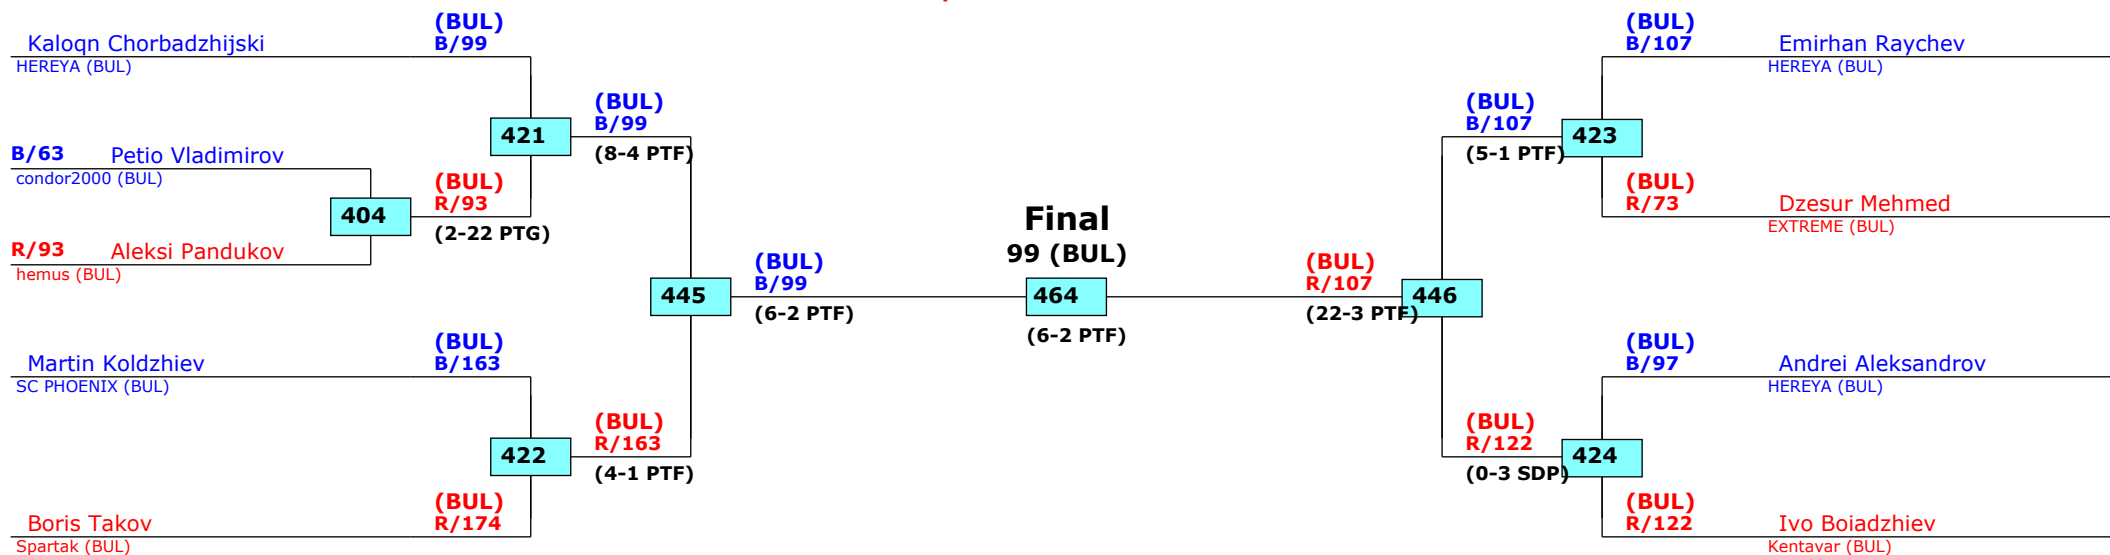 (BUL)
B/99
Kaloqn Chorbadzhijski
HEREYA (BUL)
(BUL)
B/107
Emirhan Raychev
HEREYA (BUL)
(BUL)
B/99
421
(8-4 PTF)
(BUL)
B/107
423
(5-1 PTF)
B/63 Petio Vladimirov
condor2000 (BUL)
(BUL)
R/93
404
(2-22 PTG)
R/93 Aleksi Pandukov
hemus (BUL)
(BUL)
R/73
Dzesur Mehmed
EXTREME (BUL)
Final
99 (BUL)
445
(BUL)
B/99
(6-2 PTF)
464
(6-2 PTF)
(BUL)
R/107
(22-3 PTF)
446
(BUL)
B/163
Martin Koldzhiev
SC PHOENIX (BUL)
(BUL)
B/97
Andrei Aleksandrov
HEREYA (BUL)
422
(BUL)
R/163
(4-1 PTF)
(BUL)
R/122
(0-3 SDP)
424
(BUL)
R/174
Boris Takov
Spartak (BUL)
(BUL)
R/122
Ivo Boiadzhiev
Kentavar (BUL)